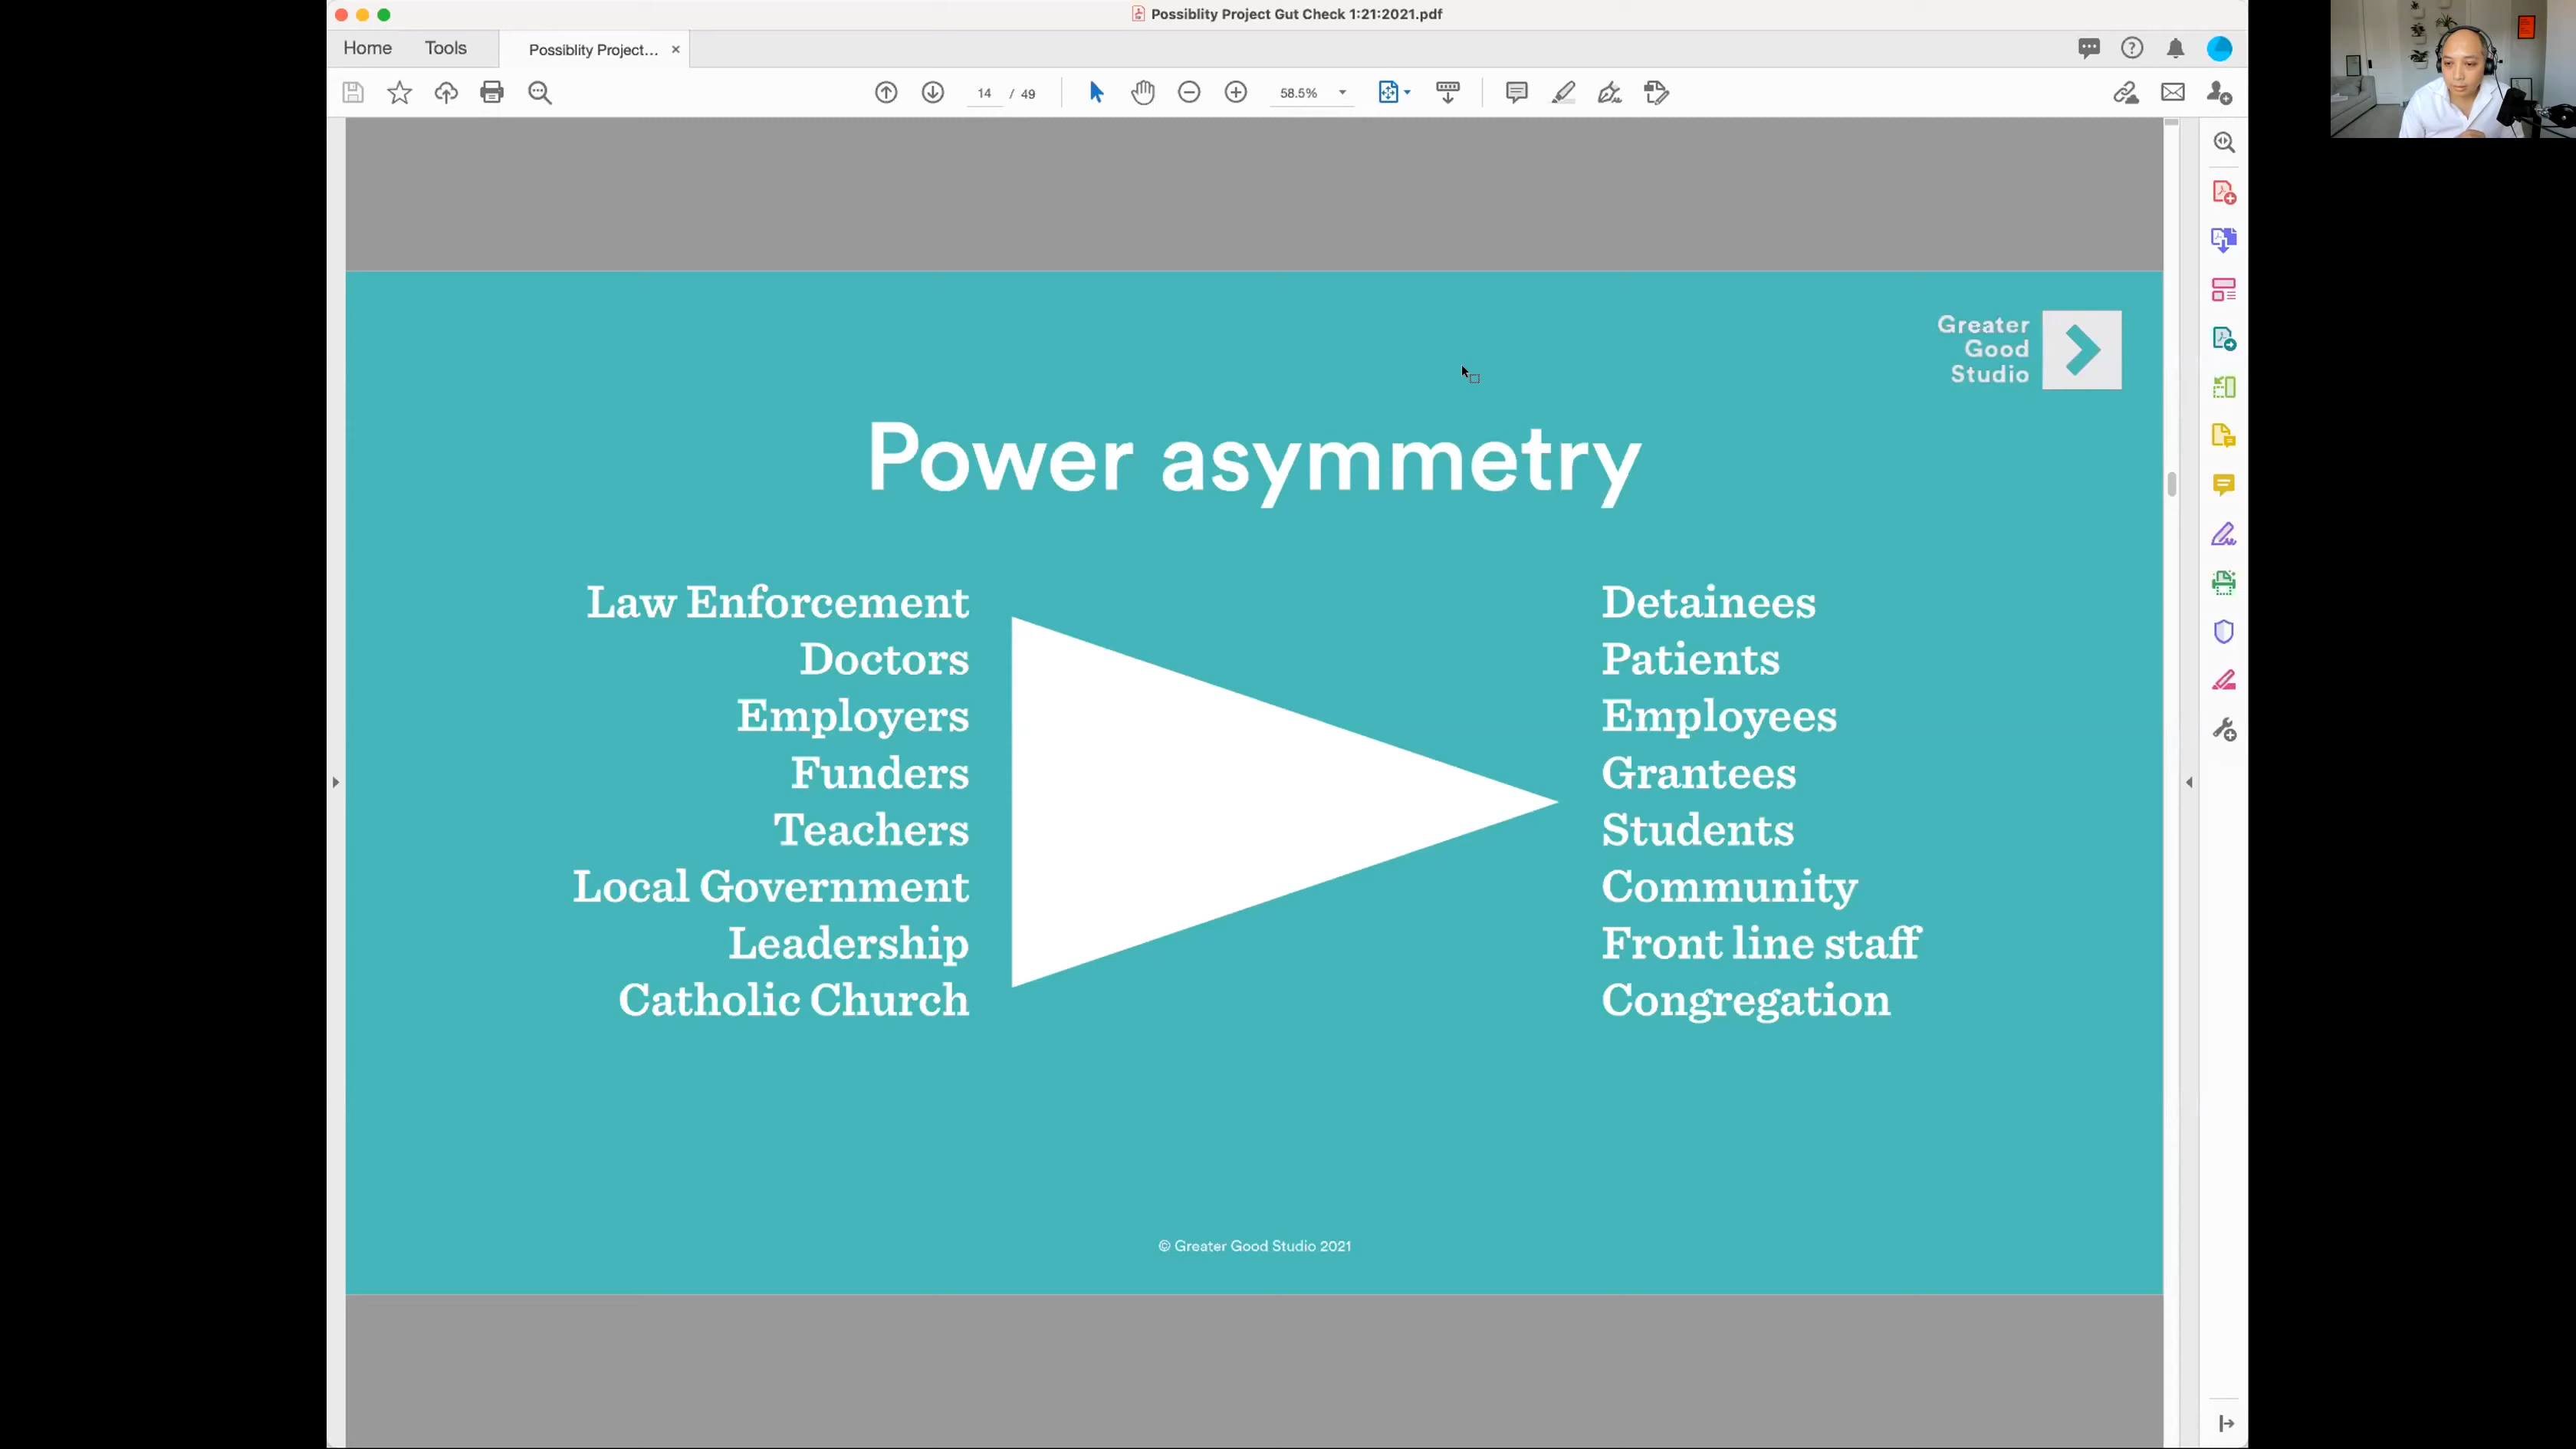 Possiblity Project Gut Check 1:21:2021.pdf
Home
Tools
Possiblity Project...
14 / 49
58.5%
Greater
Good
Studio
Power asymmetry
Law Enforcement
Detainees
Doctors
Patients
Employers
Employees
Funders
Grantees
Teachers
Students
Local Government
Community
Leadership
Front line staff
Catholic Church
Congregation
© Greater Good Studio 2021